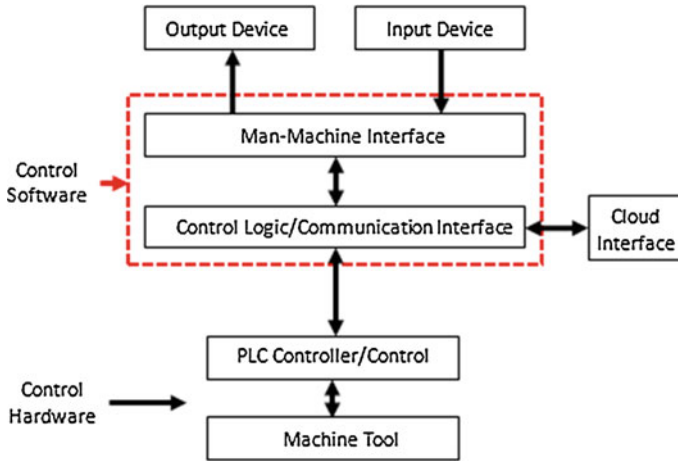 Output Device
Input Device
Man-Machine Interface
Control
Software
Control Logic/Communication Interface
Cloud
Interface
PLC Controller/Control
Control
Hardware
Machine Tool